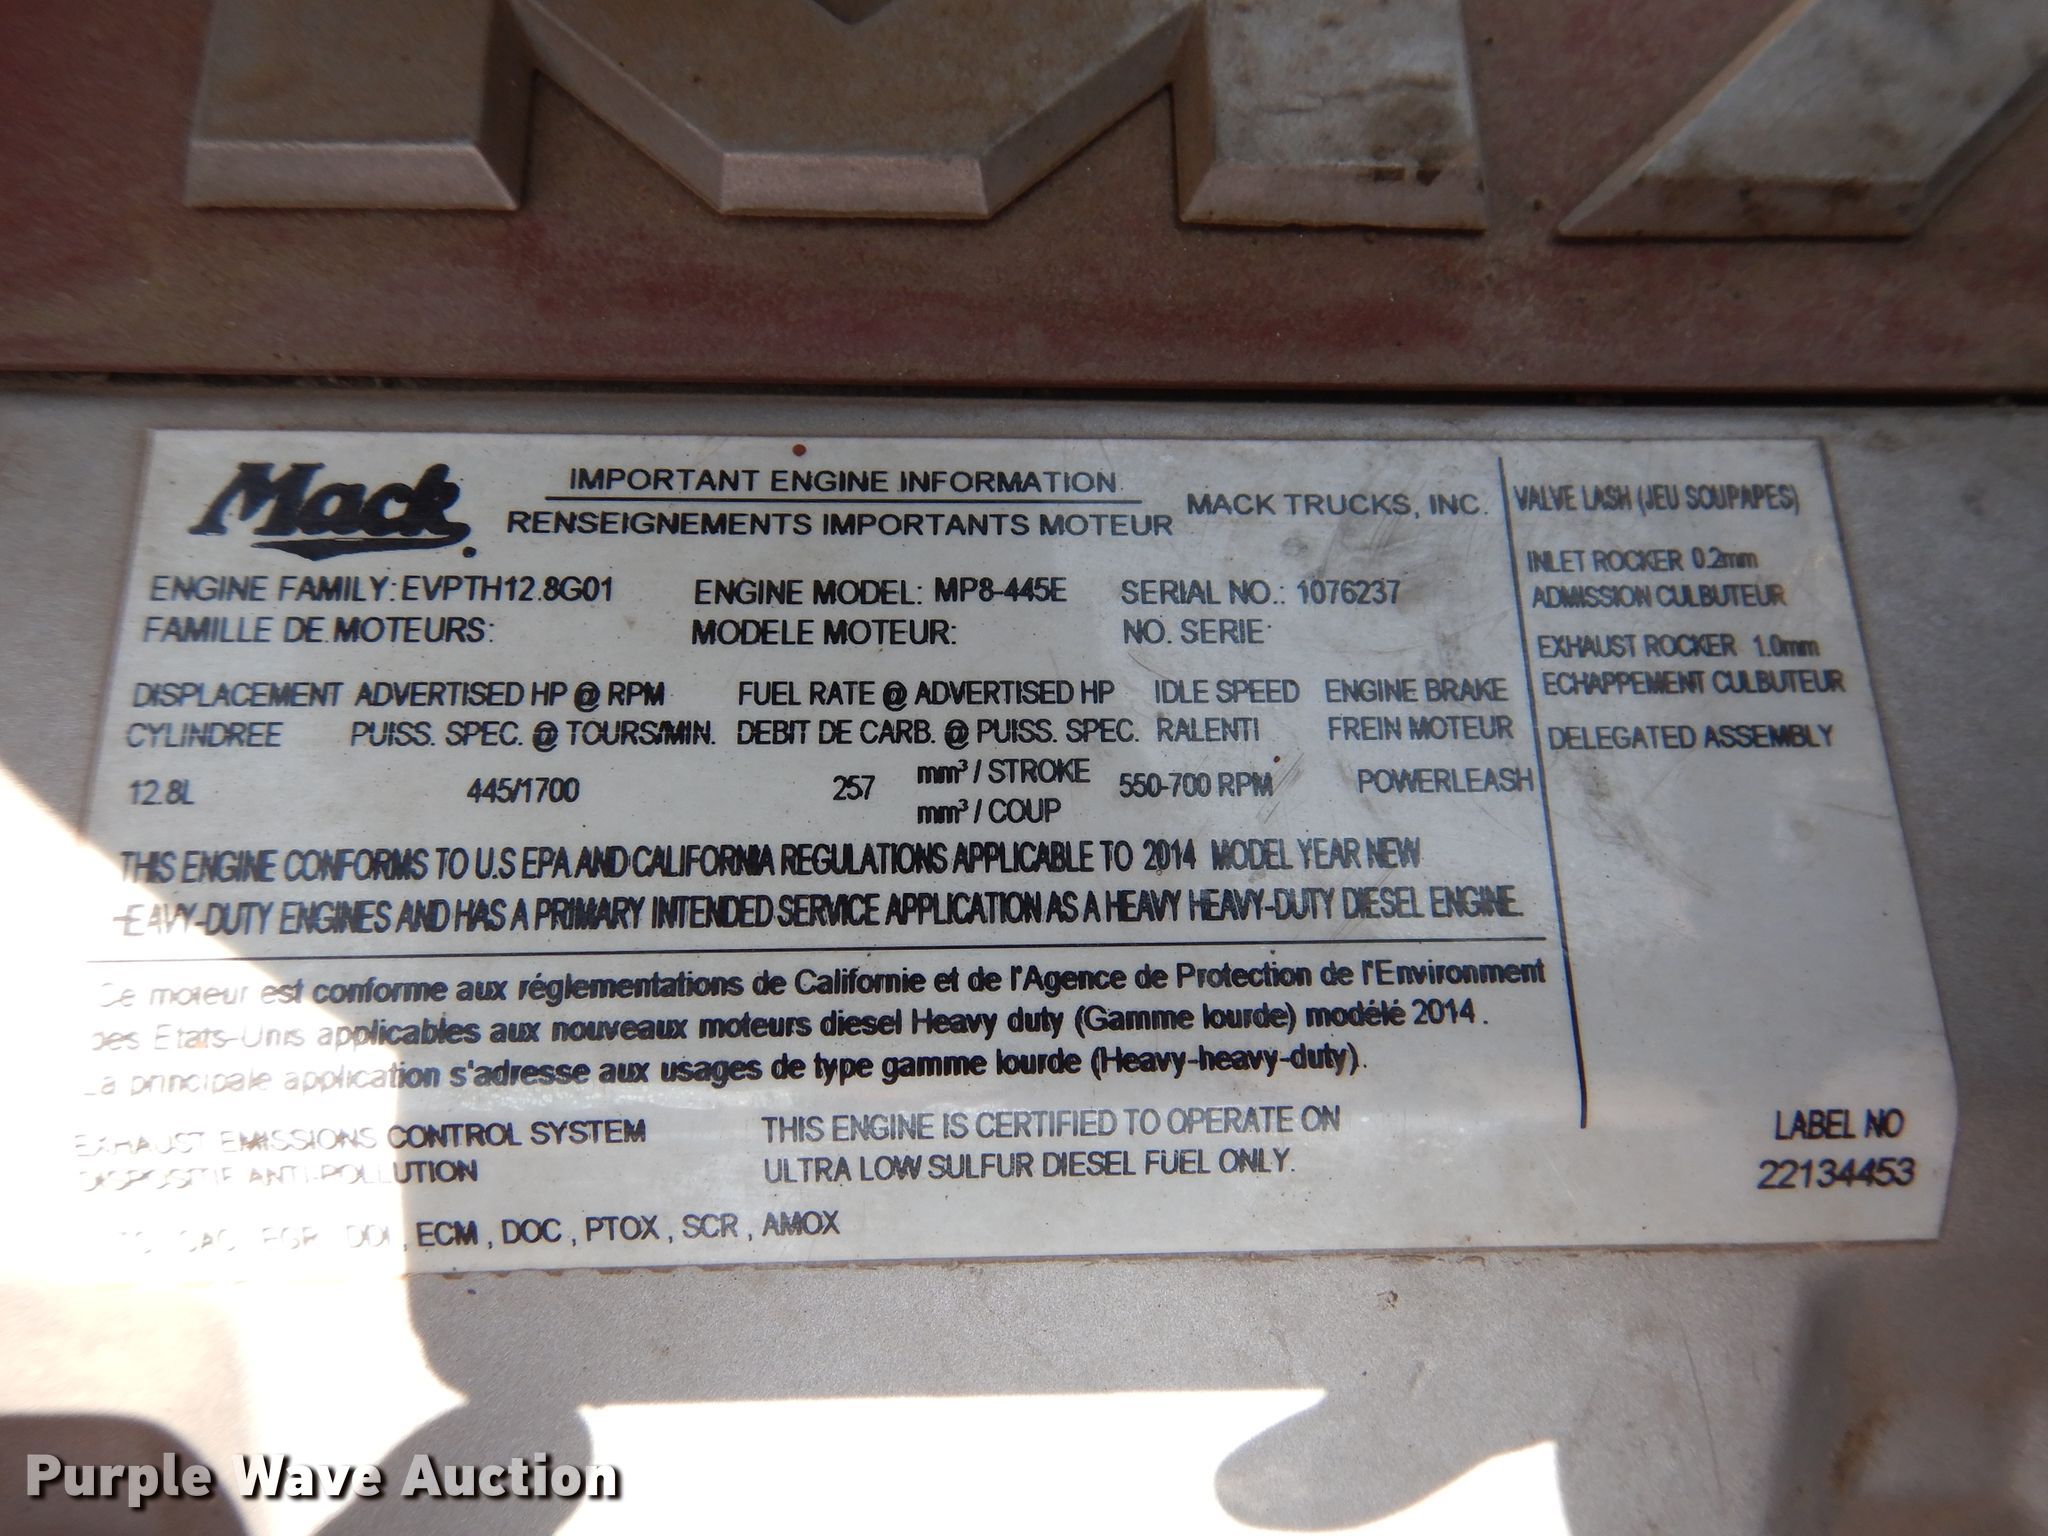 Mack
IMPORTANT ENGINE INFORMATION
RENSEIGNEMENTS IMPORTANTS MOTEUR
MACK TRUCKS, INC.
ENGINE FAMILY: EVPTH12.8G01 ENGINE MODEL: MP8-445E SERIAL NO.: 1076237
FAMILLE DE MOTEURS: MODELE MOTEUR: NO. SERIE
DISPLACEMENT ADVERTISED HP @ RPM FUEL RATE @ ADVERTISED HP IDLE SPEED ENGINE BRAKE
CYLINDREE PUISS. SPEC. @ TOURS/MIN. DEBIT DE CARB. @ PUISS. SPEC. RALENTI FREIN MOTEUR
12.8L 445/1700 257 mm³ / STROKE 550-700 RPM POWERLEASH
mm³ / COUP
THIS ENGINE CONFORMS TO U.S EPA AND CALIFORNIA REGULATIONS APPLICABLE TO 2014 MODEL YEAR NEW
HEAVY-DUTY ENGINES AND HAS A PRIMARY INTENDED SERVICE APPLICATION AS A HEAVY HEAVY-DUTY DIESEL ENGINE.
Ce moteur est conforme aux réglementations de Californie et de l'Agence de Protection de l'Environment
des Etats-Unis applicables aux nouveaux moteurs diesel Heavy duty (Gamme lourde) modélé 2014.
La principale application s'adresse aux usages de type gamme lourde (Heavy-heavy-duty).
EXHAUST EMISSIONS CONTROL SYSTEM
DISPOSITIF ANTI-POLLUTION
THIS ENGINE IS CERTIFIED TO OPERATE ON
ULTRA LOW SULFUR DIESEL FUEL ONLY.
EGR, DDI, ECM, DOC, PTOX, SCR, AMOX
VALVE LASH (JEU SOUPAPES)
INLET ROCKER 0.2mm
ADMISSION CULBUTEUR
EXHAUST ROCKER 1.0mm
ECHAPPEMENT CULBUTEUR
DELEGATED ASSEMBLY
LABEL NO
22134453
Purple Wave Auction